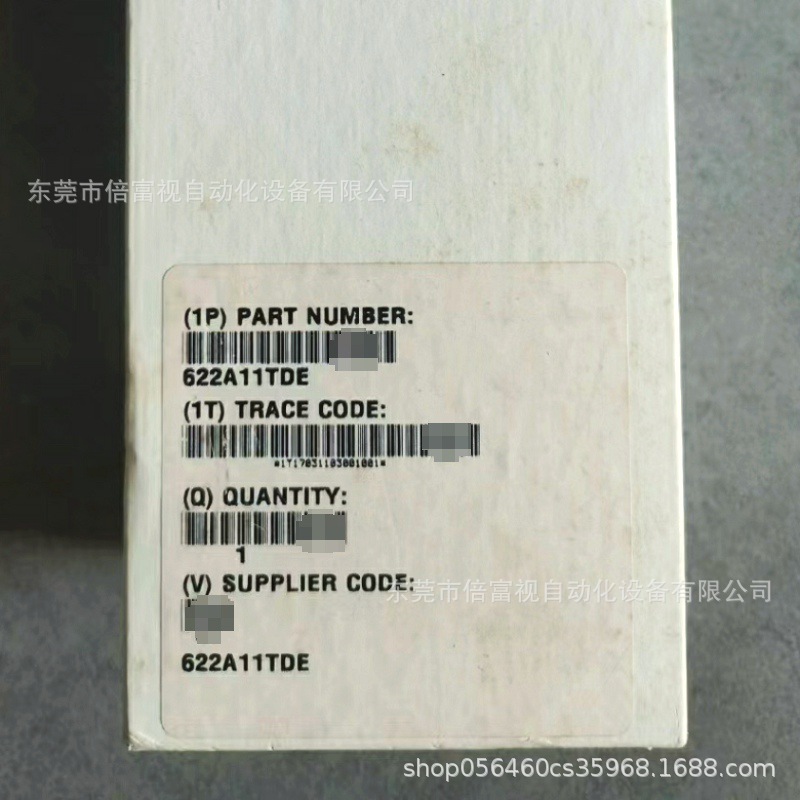 东莞市倍富视自动化设备有限公司
(1P) PART NUMBER:
622A11TDE
(1T) TRACE CODE:
*1T17031103001001*
(Q) QUANTITY:
1
(V) SUPPLIER CODE:
东莞市倍富视自动化设备有限公司
622A11TDE
shop056460cs35968.1688.com